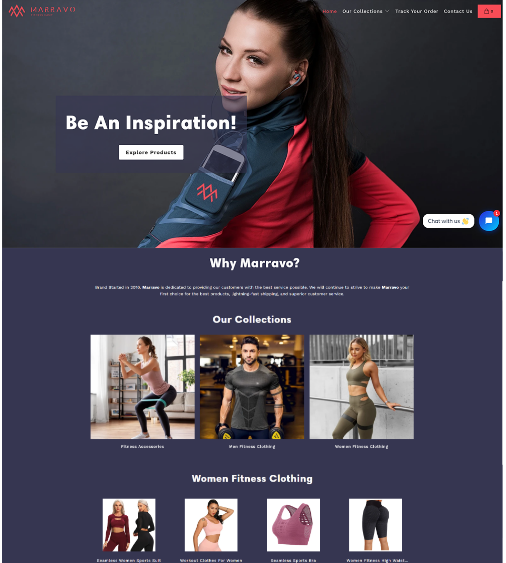 MARRAVO
Home Our Collections Track Your Order Contact Us 0
Be An Inspiration!
Explore Products
Chat with us 👋
1
Why Marravo?
Brand Started in 2019, Marravo is dedicated to providing our customers with the best service possible. We will continue to strive to make Marravo your
first choice for the best products, lightning-fast shipping, and superior customer service.
Our Collections
Fitness Accessories Men Fitness Clothing Women Fitness Clothing
Women Fitness Clothing
Seamless Women Sports Suit Workout Clothes For Women Seamless Sports Bra Women Fitness High Waist...